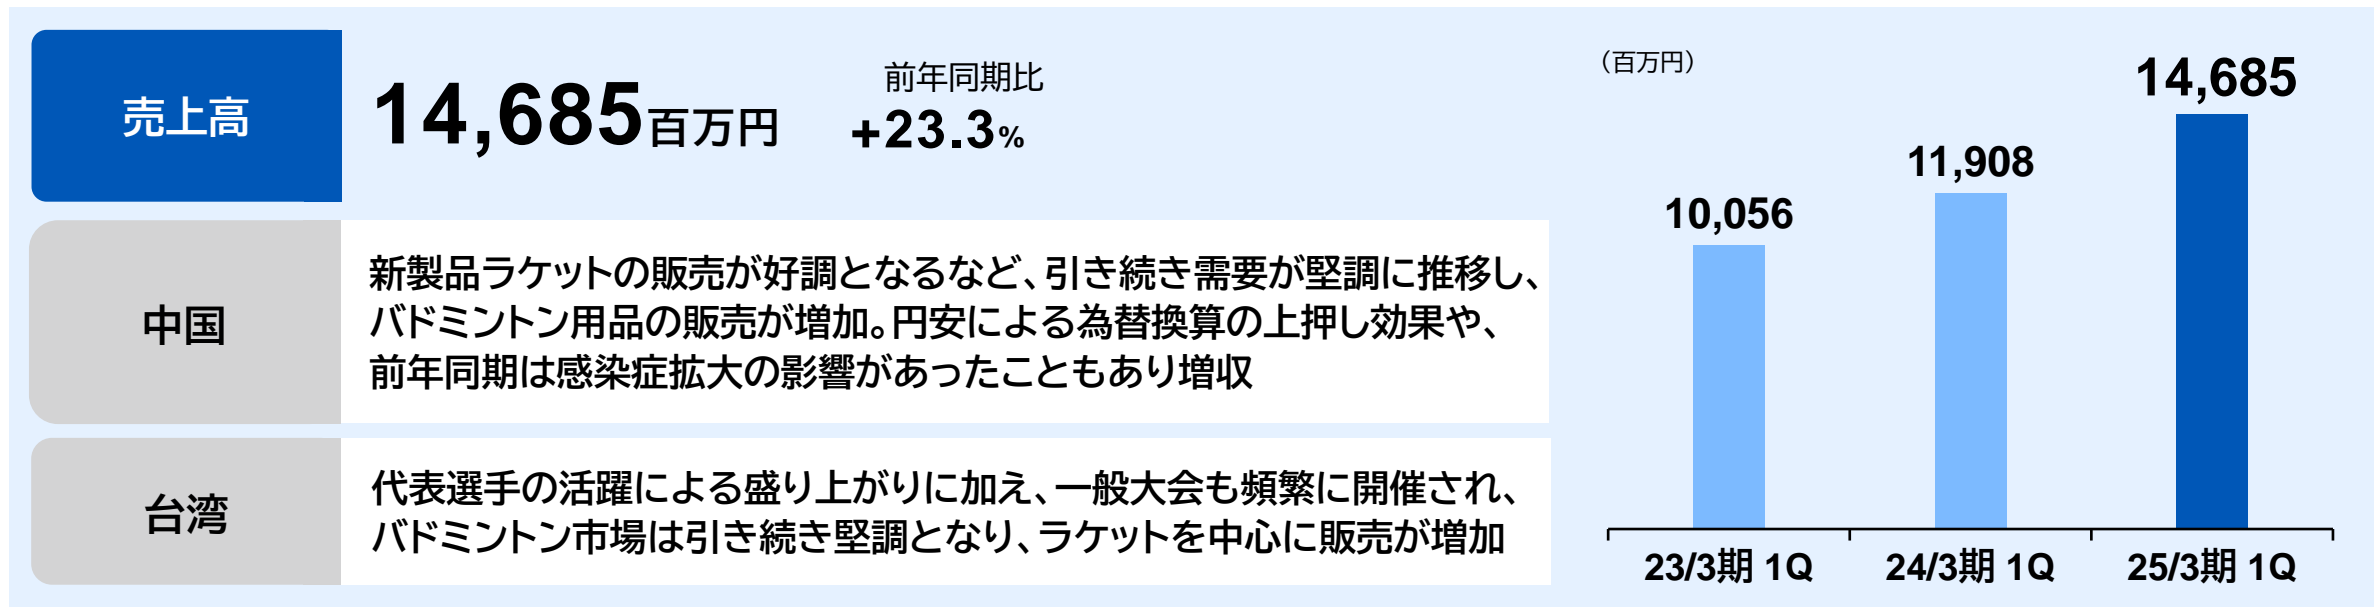 売上高
14,685百万円
前年同期比
+23.3%
中国
新製品ラケットの販売が好調となるなど、引き続き需要が堅調に推移し、
バドミントン用品の販売が増加。円安による為替換算の上押し効果や、
前年同期は感染症拡大の影響があったこともあり増収
台湾
代表選手の活躍による盛り上がりに加え、一般大会も頻繁に開催され、
バドミントン市場は引き続き堅調となり、ラケットを中心に販売が増加
（百万円）
10,056
11,908
14,685
23/3期 1Q
24/3期 1Q
25/3期 1Q